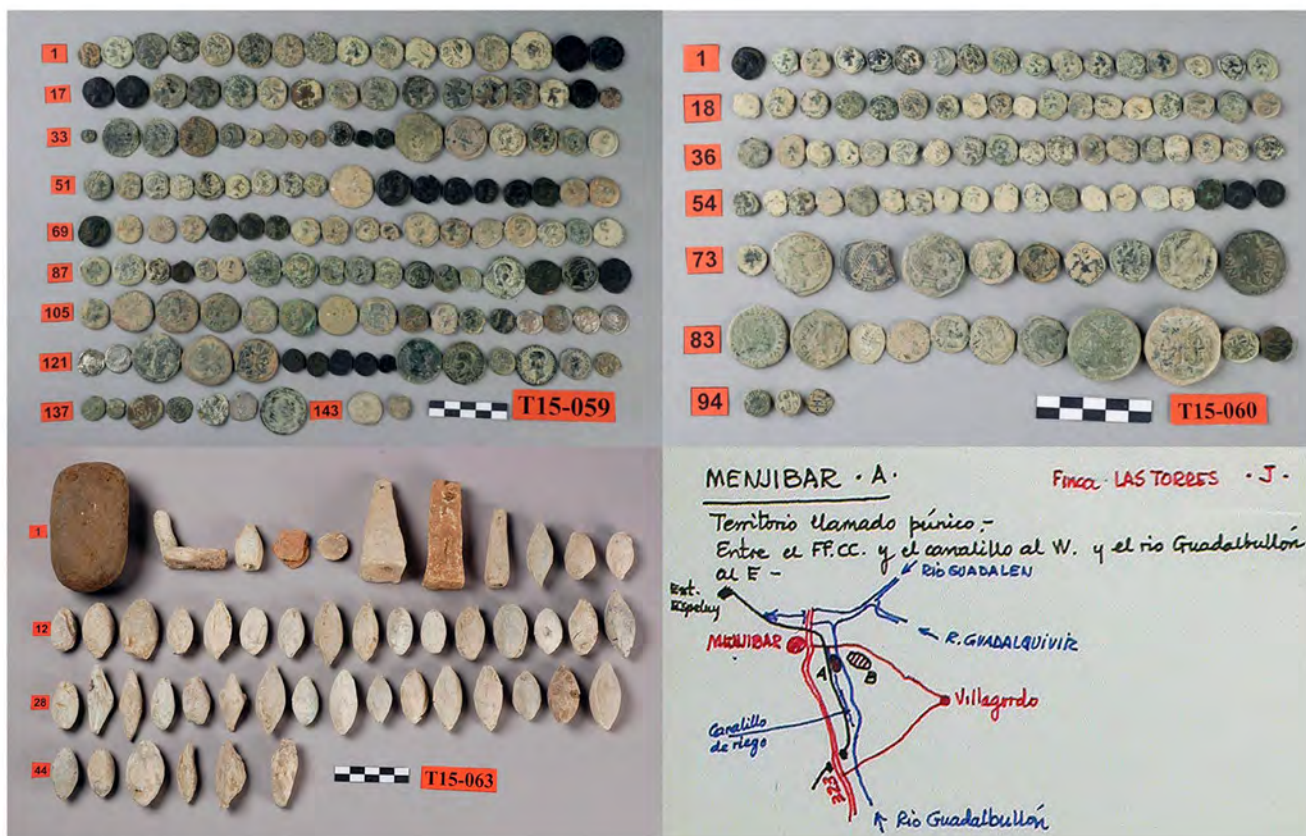 1
17
33
51
69
87
105
121
137
143
T15-059
1
18
36
54
73
83
94
T15-060
1
12
28
44
T15-063
MENJIBAR · A ·
Finca LAS TORRES · J ·
Territorio llamado púnico.-
Entre el FF.CC. y el canalillo al W. y el rio Guadalbullón
al E -
RIO GUADALEN
Est.
Espeluy
MENJIBAR
R. GUADALQUIVIR
A
B
Villagordo
Canalillo
de riego
323
Rio Guadalbullón